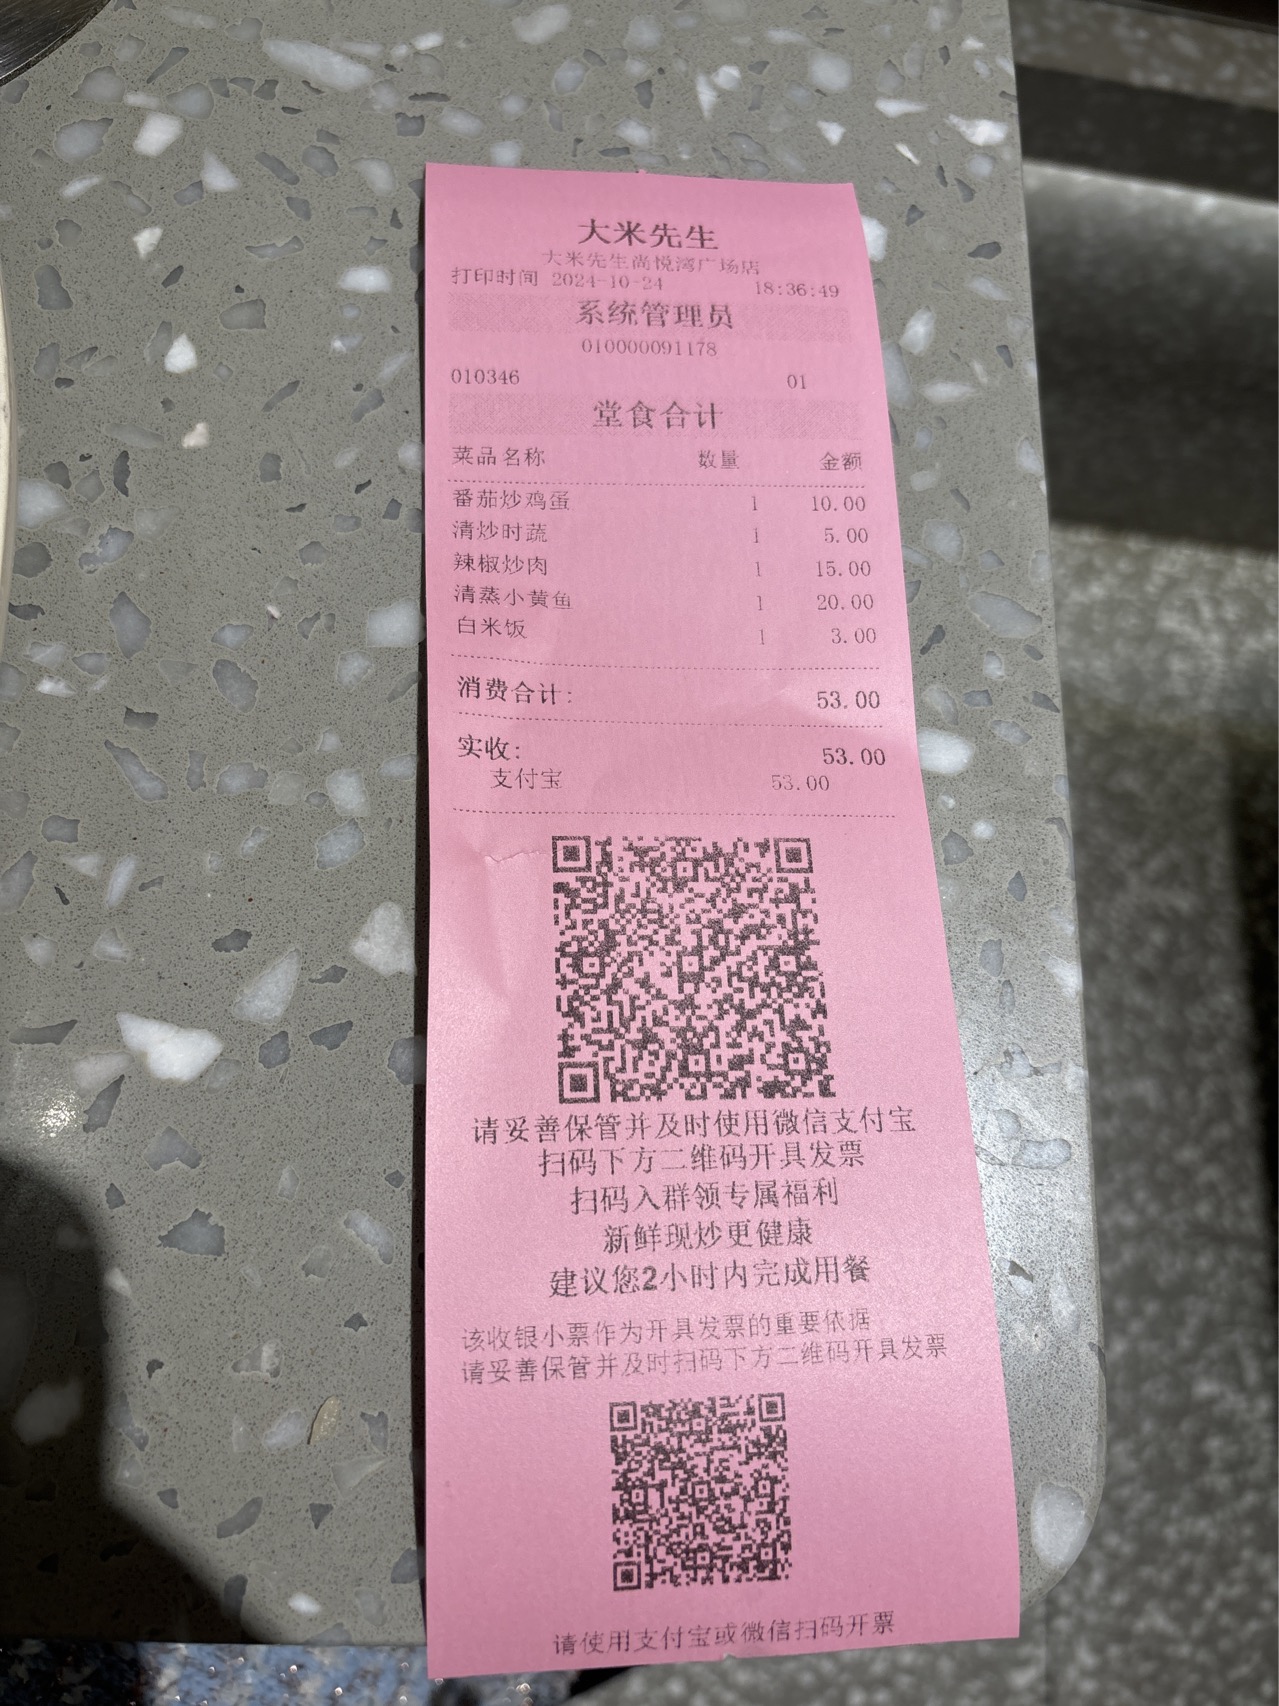 大米先生
大米先生尚悦湾广场店
打印时间 2024-10-24 18:36:49
系统管理员
010000091178
010346 01
堂食合计
菜品名称 数量 金额
番茄炒鸡蛋 1 10.00
清炒时蔬 1 5.00
辣椒炒肉 1 15.00
清蒸小黄鱼 1 20.00
白米饭 1 3.00
消费合计: 53.00
实收: 53.00
支付宝 53.00
请妥善保管并及时使用微信支付宝
扫码下方二维码开具发票
扫码入群领专属福利
新鲜现炒更健康
建议您2小时内完成用餐
该收银小票作为开具发票的重要依据
请妥善保管并及时扫码下方二维码开具发票
请使用支付宝或微信扫码开票